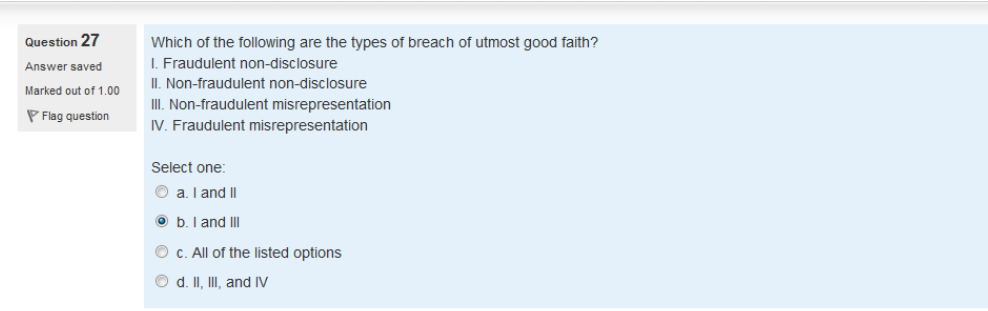 Question 27
Answer saved
Marked out of 1.00
Flag question
Which of the following are the types of breach of utmost good faith?
I. Fraudulent non-disclosure
II. Non-fraudulent non-disclosure
III. Non-fraudulent misrepresentation
IV. Fraudulent misrepresentation
Select one:
a. I and II
b. I and III
c. All of the listed options
d. II, III, and IV